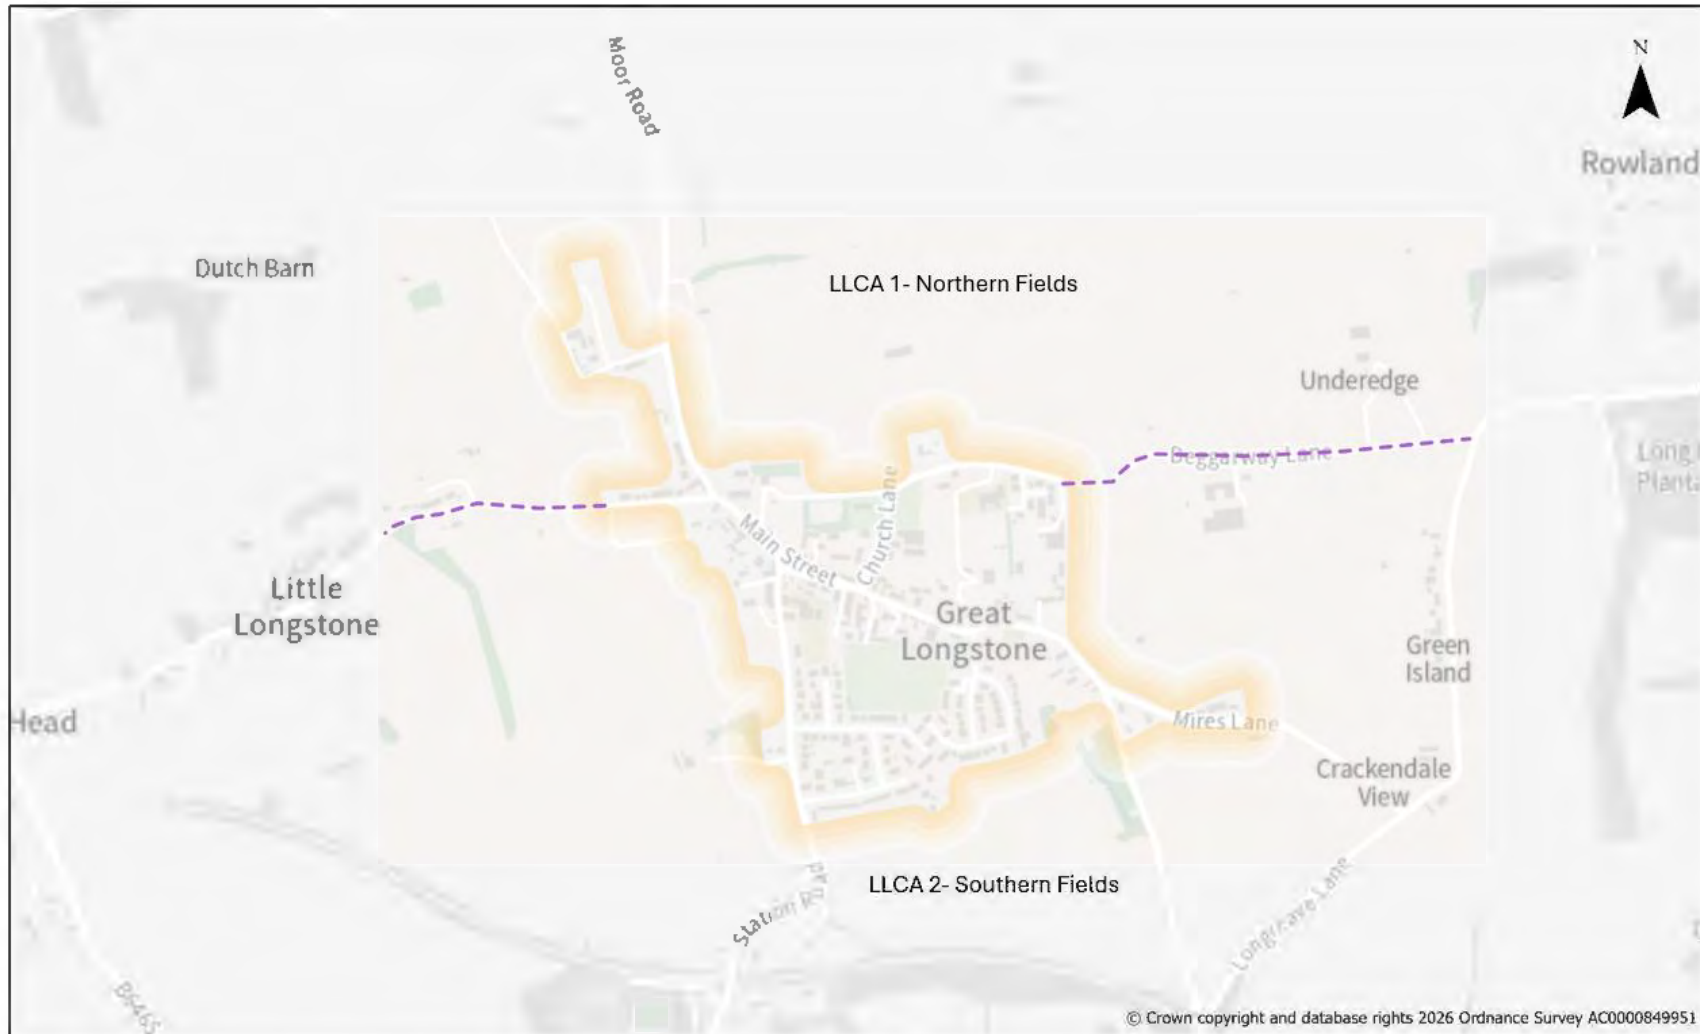 N
Moor Road
Rowland
Dutch Barn
LLCA 1- Northern Fields
Underedge
Beggarway Lane
Long
Church Lane
Main Street
Little
Longstone
Great
Longstone
Green
Island
Head
Mires Lane
Crackendale
View
LLCA 2- Southern Fields
Station Rd
Longreave Lane
B6465
© Crown copyright and database rights 2026 Ordnance Survey AC0000849951